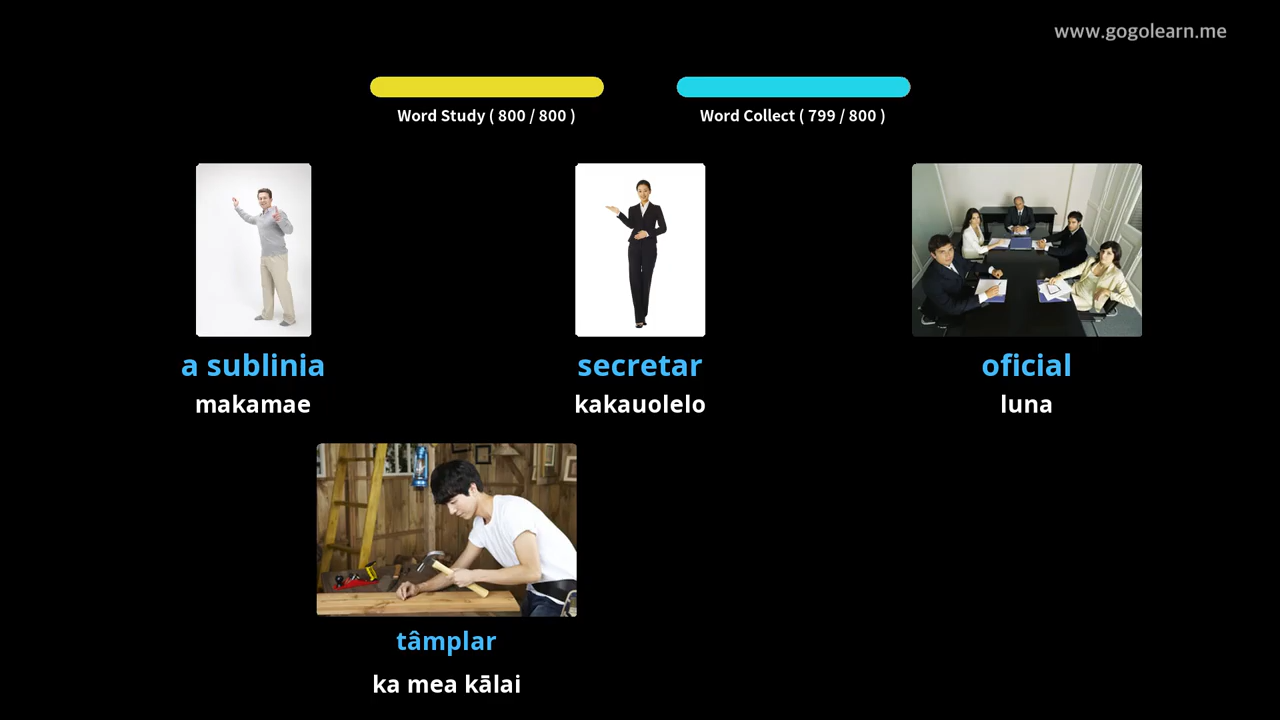 www.gogolearn.me
Word Study ( 800 / 800 )
Word Collect ( 799 / 800 )
a sublinia
makamae
secretar
kakauolelo
oficial
luna
tâmplar
ka mea kālai